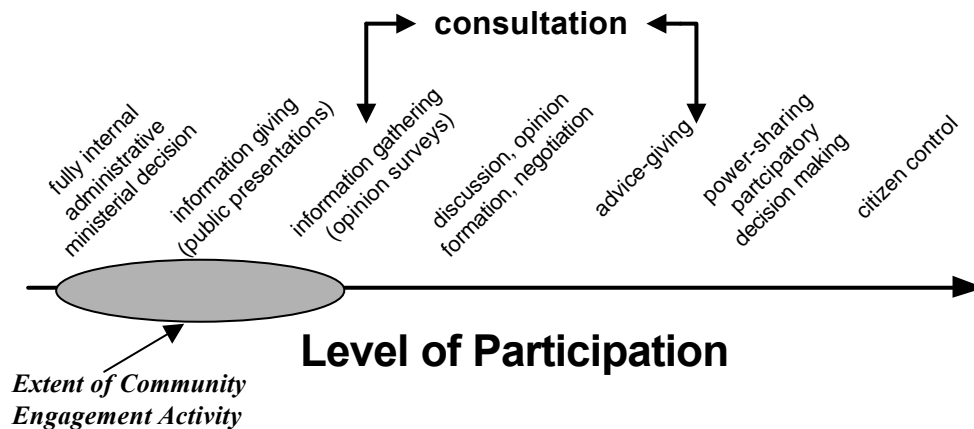 consultation
fully internal
administrative
ministerial decision
information giving
(public presentations)
information gathering
(opinion surveys)
discussion, opinion
formation, negotiation
advice-giving
power-sharing
partcipatory
decision making
citizen control
Level of Participation
Extent of Community
Engagement Activity